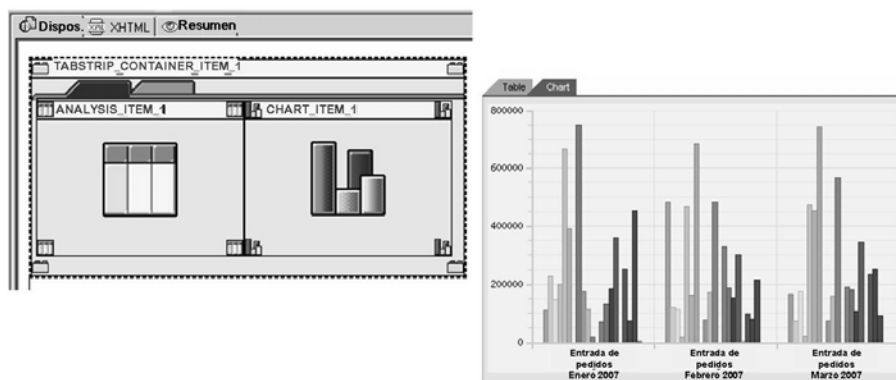 Dispos. XHTML Resumen
TABSTRIP_CONTAINER_ITEM_1
ANALYSIS_ITEM_1 CHART_ITEM_1
Table Chart
800000
600000
400000
200000
0
Entrada de pedidos Enero 2007
Entrada de pedidos Febrero 2007
Entrada de pedidos Marzo 2007